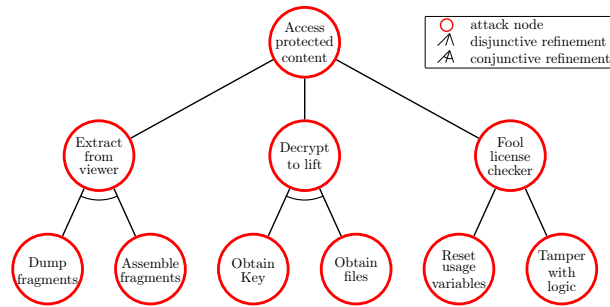 Access
protected
content
attack node
disjunctive refinement
conjunctive refinement
Extract
from
viewer
Decrypt
to lift
Fool
license
checker
Dump
fragments
Assemble
fragments
Obtain
Key
Obtain
files
Reset
usage
variables
Tamper
with
logic